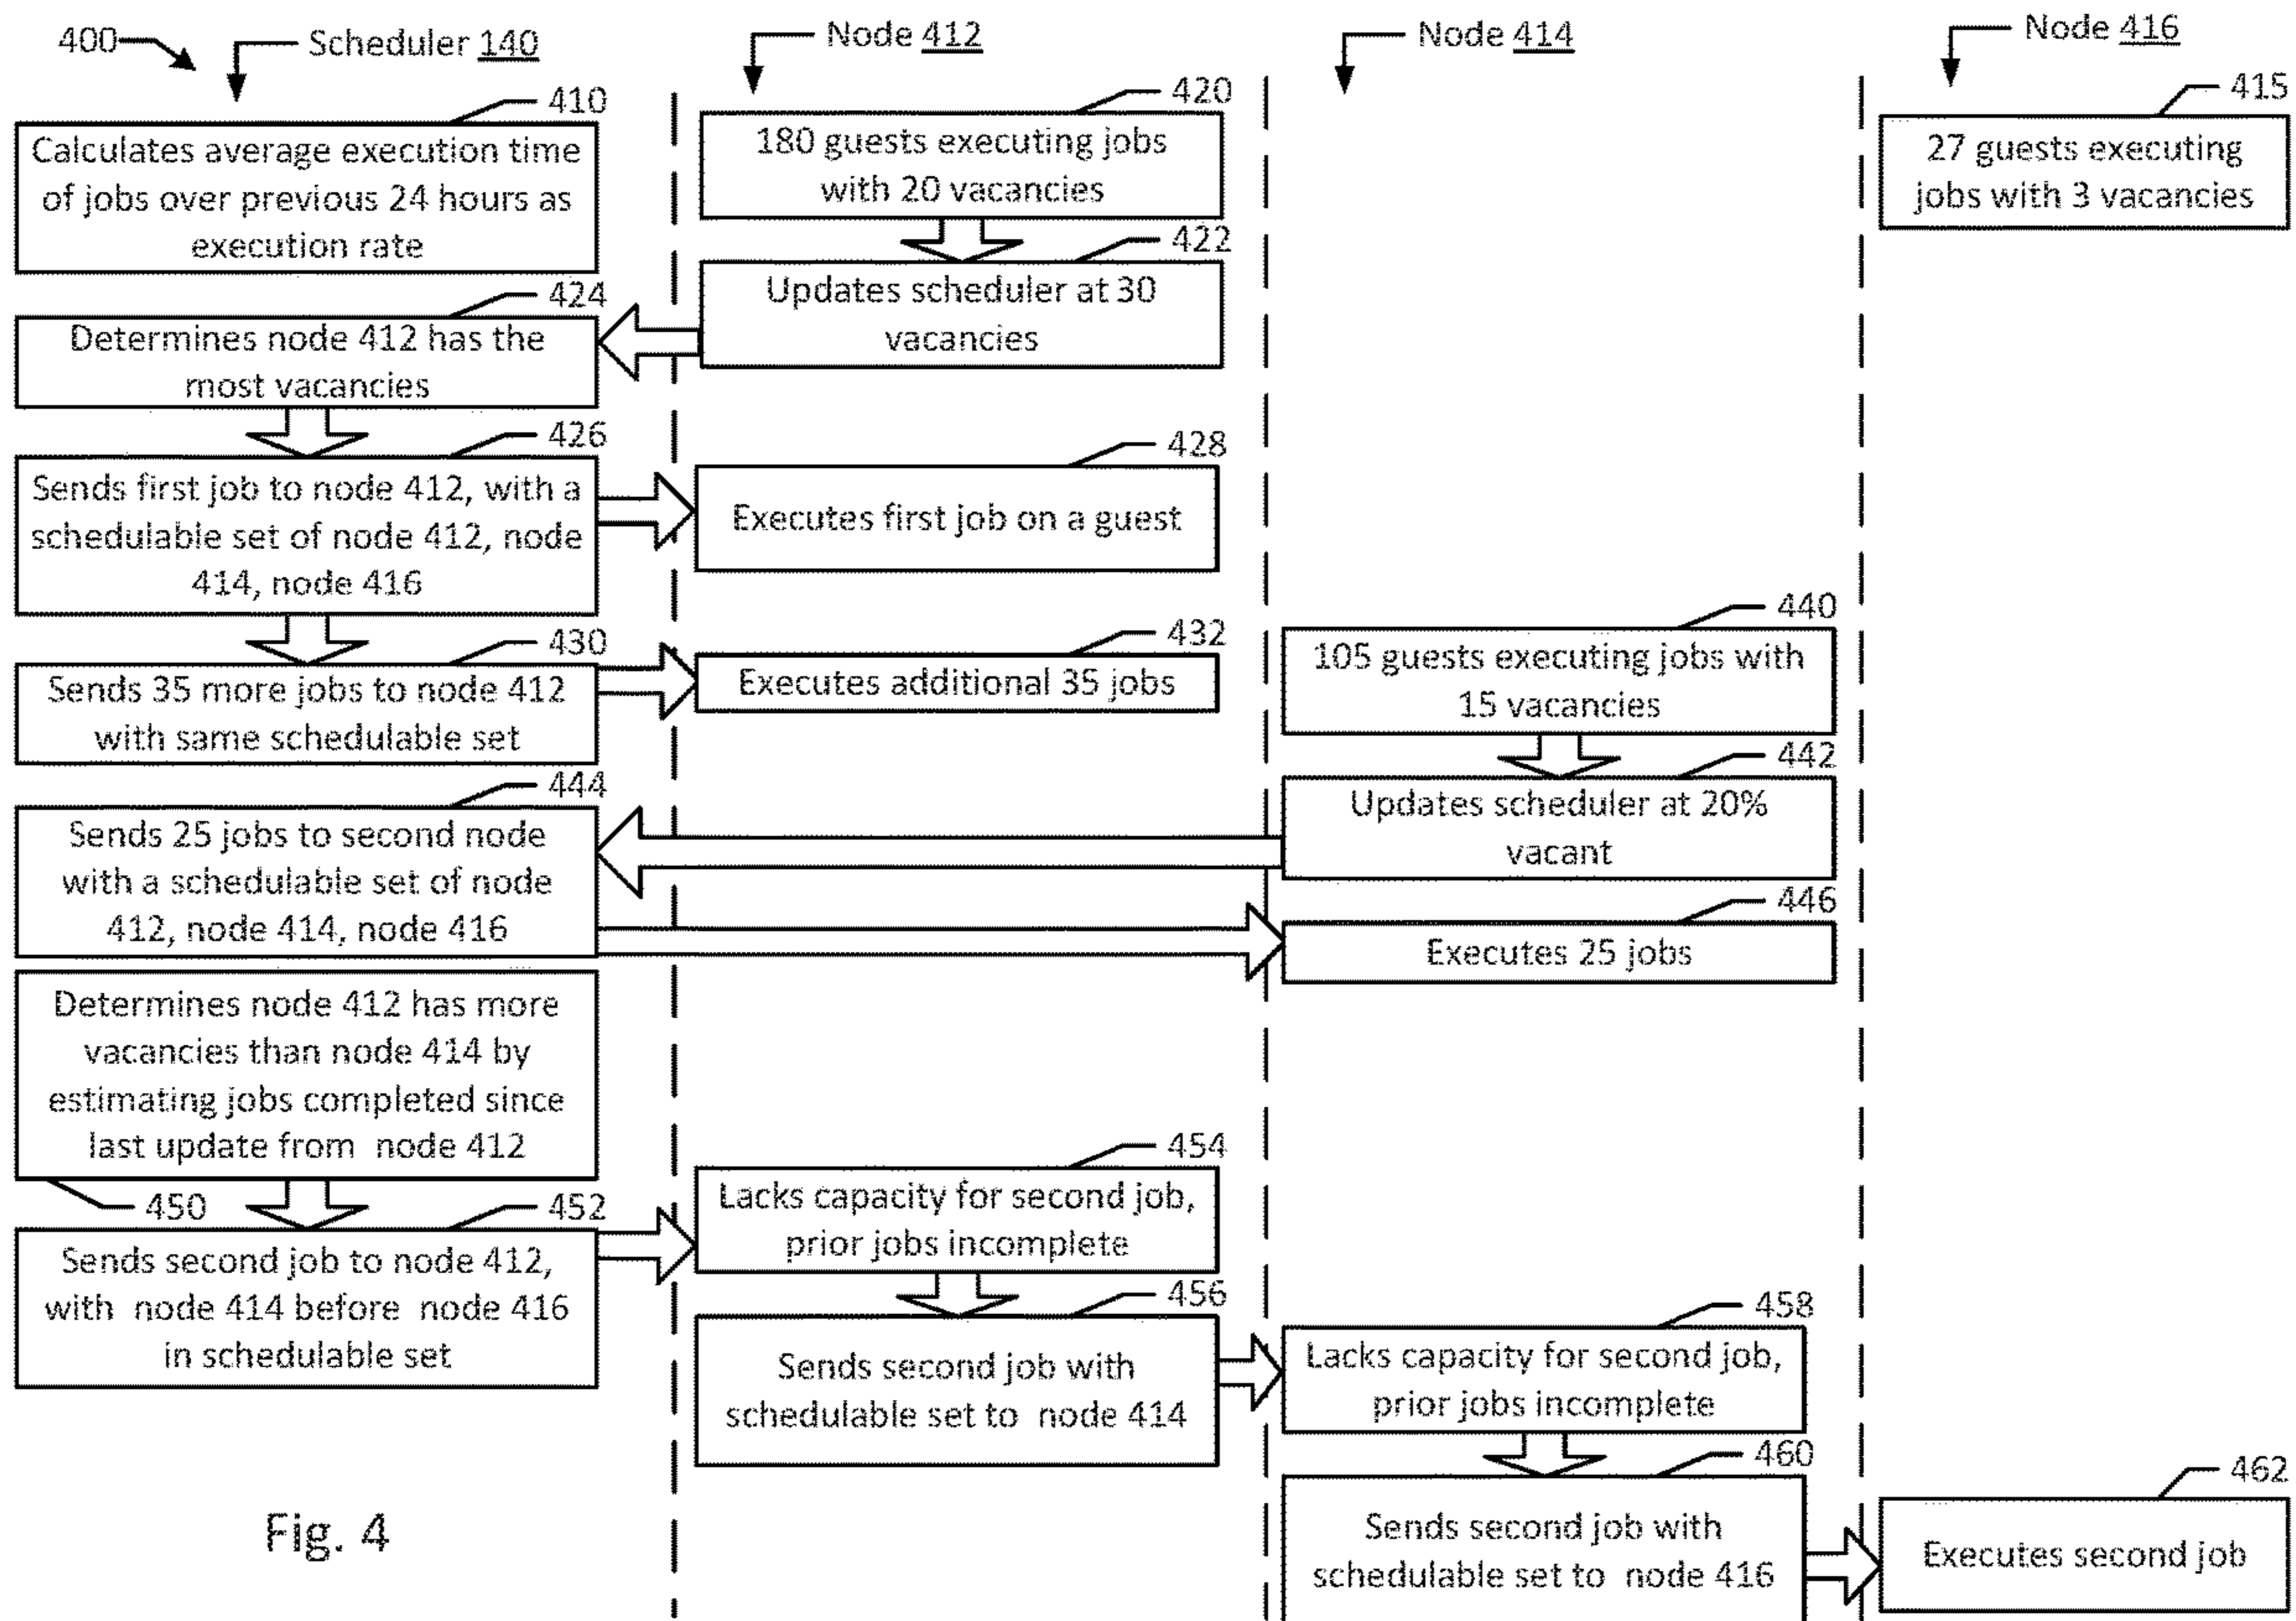 400
Scheduler 140
Node 412
Node 414
Node 416
410
Calculates average execution time
of jobs over previous 24 hours as
execution rate
420
180 guests executing jobs
with 20 vacancies
415
27 guests executing
jobs with 3 vacancies
422
Updates scheduler at 30
vacancies
424
Determines node 412 has the
most vacancies
426
Sends first job to node 412, with a
schedulable set of node 412, node
414, node 416
428
Executes first job on a guest
430
Sends 35 more jobs to node 412
with same schedulable set
432
Executes additional 35 jobs
440
105 guests executing jobs with
15 vacancies
442
Updates scheduler at 20%
vacant
444
Sends 25 jobs to second node
with a schedulable set of node
412, node 414, node 416
446
Executes 25 jobs
Determines node 412 has more
vacancies than node 414 by
estimating jobs completed since
last update from node 412
450
452
Sends second job to node 412,
with node 414 before node 416
in schedulable set
454
Lacks capacity for second job,
prior jobs incomplete
456
Sends second job with
schedulable set to node 414
458
Lacks capacity for second job,
prior jobs incomplete
460
Sends second job with
schedulable set to node 416
462
Executes second job
Fig. 4